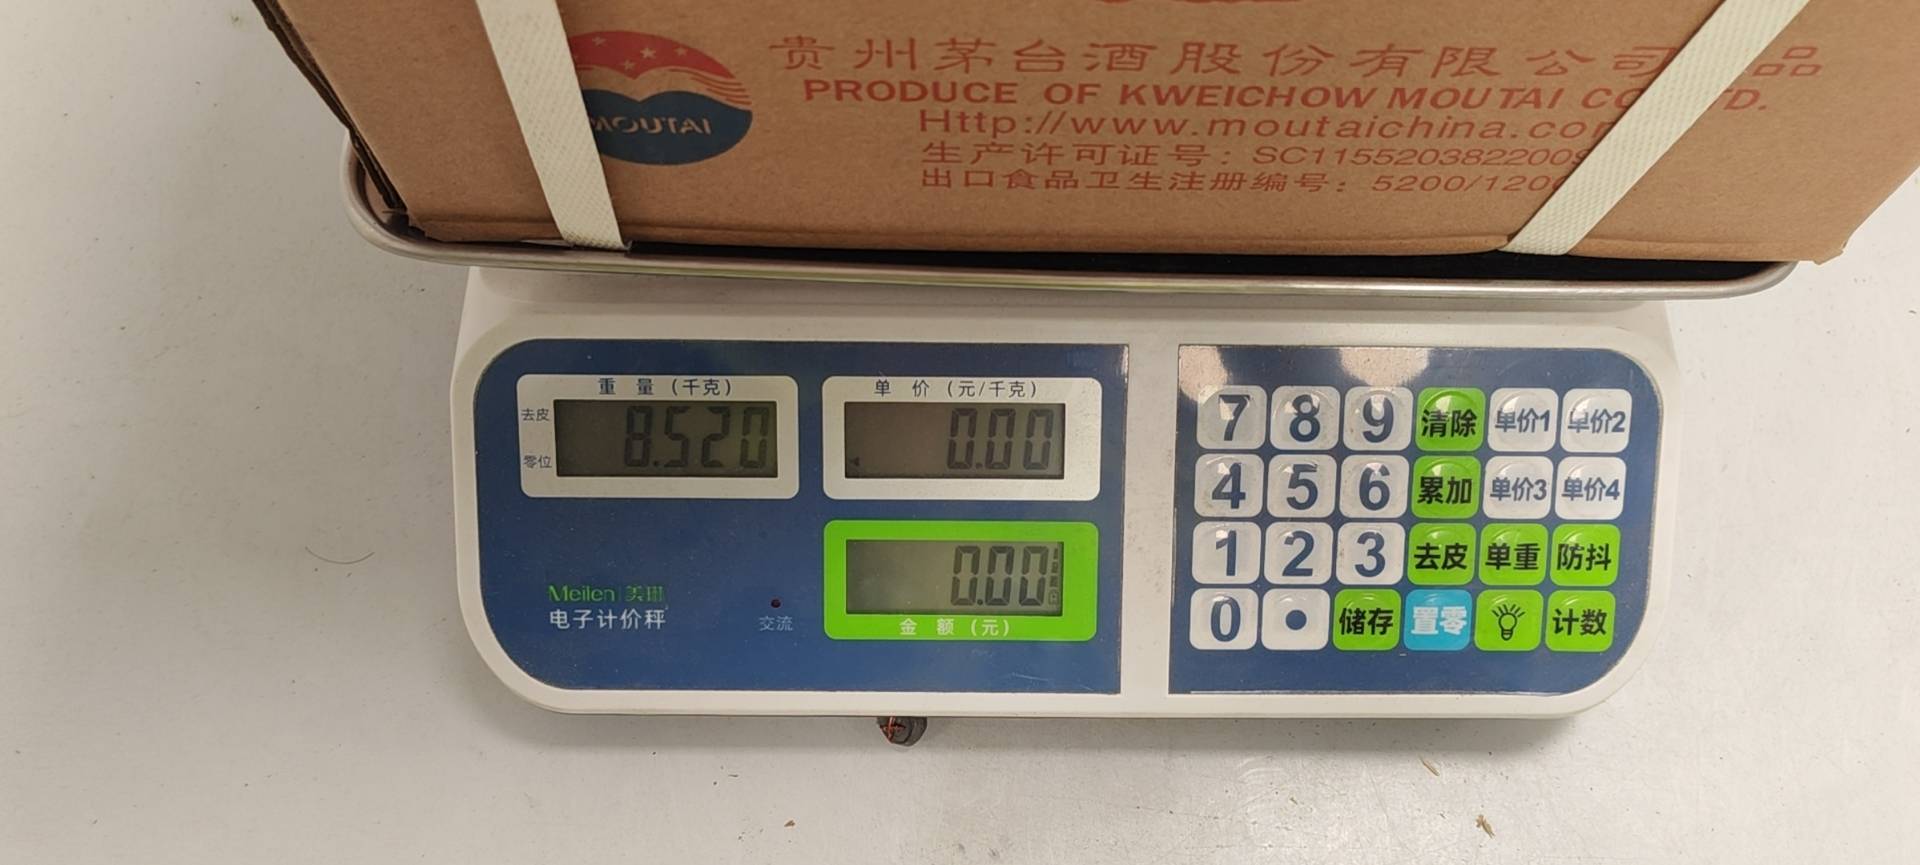 贵州茅台酒股份有限公司
PRODUCE OF KWEICHOW MOUTAI
MOUTAI
Http://www.moutaichina.co
生产许可证号：SC1155203822009
出口食品卫生注册编号：5200/120
重 量（千克）
单 价（元/千克）
去皮
8.520
0.00
零位
0.00
金 额（元）
Meilen 美琳
电子计价秤
交流
7 8 9 清除 单价1 单价2
4 5 6 累加 单价3 单价4
1 2 3 去皮 单重 防抖
0 • 储存 置零 计数